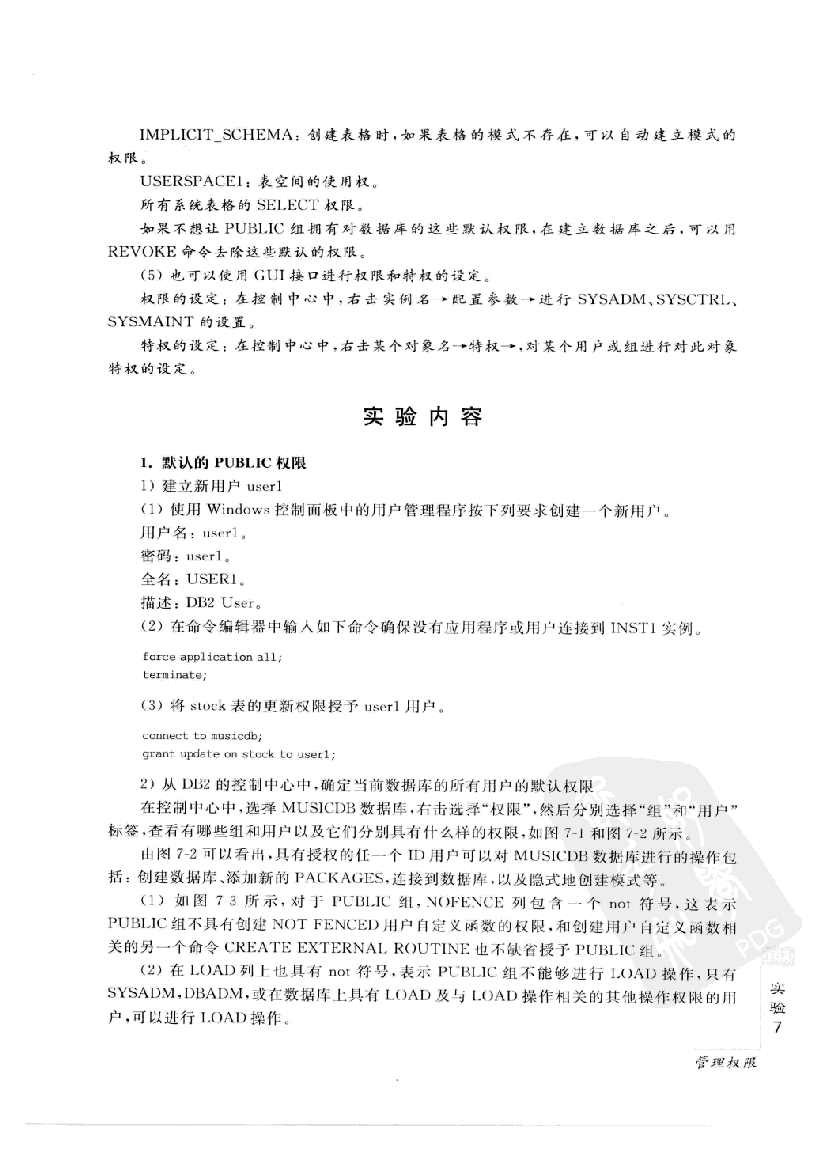 IMPLICIT_SCHEMA：创建表格时，如果表格的模式不存在，可以自动建立模式的
权限。
USERSPACE1：表空间的使用权。
所有系统表格的 SELECT 权限。
如果不想让 PUBLIC 组拥有对数据库的这些默认权限，在建立数据库之后，可以用
REVOKE 命令去除这些默认的权限。
(5) 也可以使用 GUI 接口进行权限和特权的设定。
权限的设定：在控制中心中，右击实例名→配置参数→进行 SYSADM、SYSCTRL、
SYSMAINT 的设置。
特权的设定：在控制中心中，右击某个对象名→特权→，对某个用户或组进行对此对象
特权的设定。
实验内容
1. 默认的 PUBLIC 权限
1) 建立新用户 user1
(1) 使用 Windows 控制面板中的用户管理程序按下列要求创建一个新用户。
用户名：user1。
密码：user1。
全名：USER1。
描述：DB2 User。
(2) 在命令编辑器中输入如下命令确保没有应用程序或用户连接到 INST1 实例。
force application all;
terminate;
(3) 将 stock 表的更新权限授予 user1 用户。
connect to musicdb;
grant update on stock to user1;
2) 从 DB2 的控制中心中，确定当前数据库的所有用户的默认权限
在控制中心中，选择 MUSICDB 数据库，右击选择“权限”，然后分别选择“组”和“用户”
标签，查看有哪些组和用户以及它们分别具有什么样的权限，如图 7-1 和图 7-2 所示。
由图 7-2 可以看出，具有授权的任一个 ID 用户可以对 MUSICDB 数据库进行的操作包
括：创建数据库、添加新的 PACKAGES，连接到数据库，以及隐式地创建模式等。
(1) 如图 7-3 所示，对于 PUBLIC 组，NOFENCE 列包含一个 not 符号，这表示
PUBLIC 组不具有创建 NOT FENCED 用户自定义函数的权限，和创建用户自定义函数相
关的另一个命令 CREATE EXTERNAL ROUTINE 也不缺省授予 PUBLIC 组。
(2) 在 LOAD 列上也具有 not 符号，表示 PUBLIC 组不能够进行 LOAD 操作，只有
SYSADM，DBADM，或在数据库上具有 LOAD 及与 LOAD 操作相关的其他操作权限的用
户，可以进行 LOAD 操作。
PDG
实
验
7
管理权限